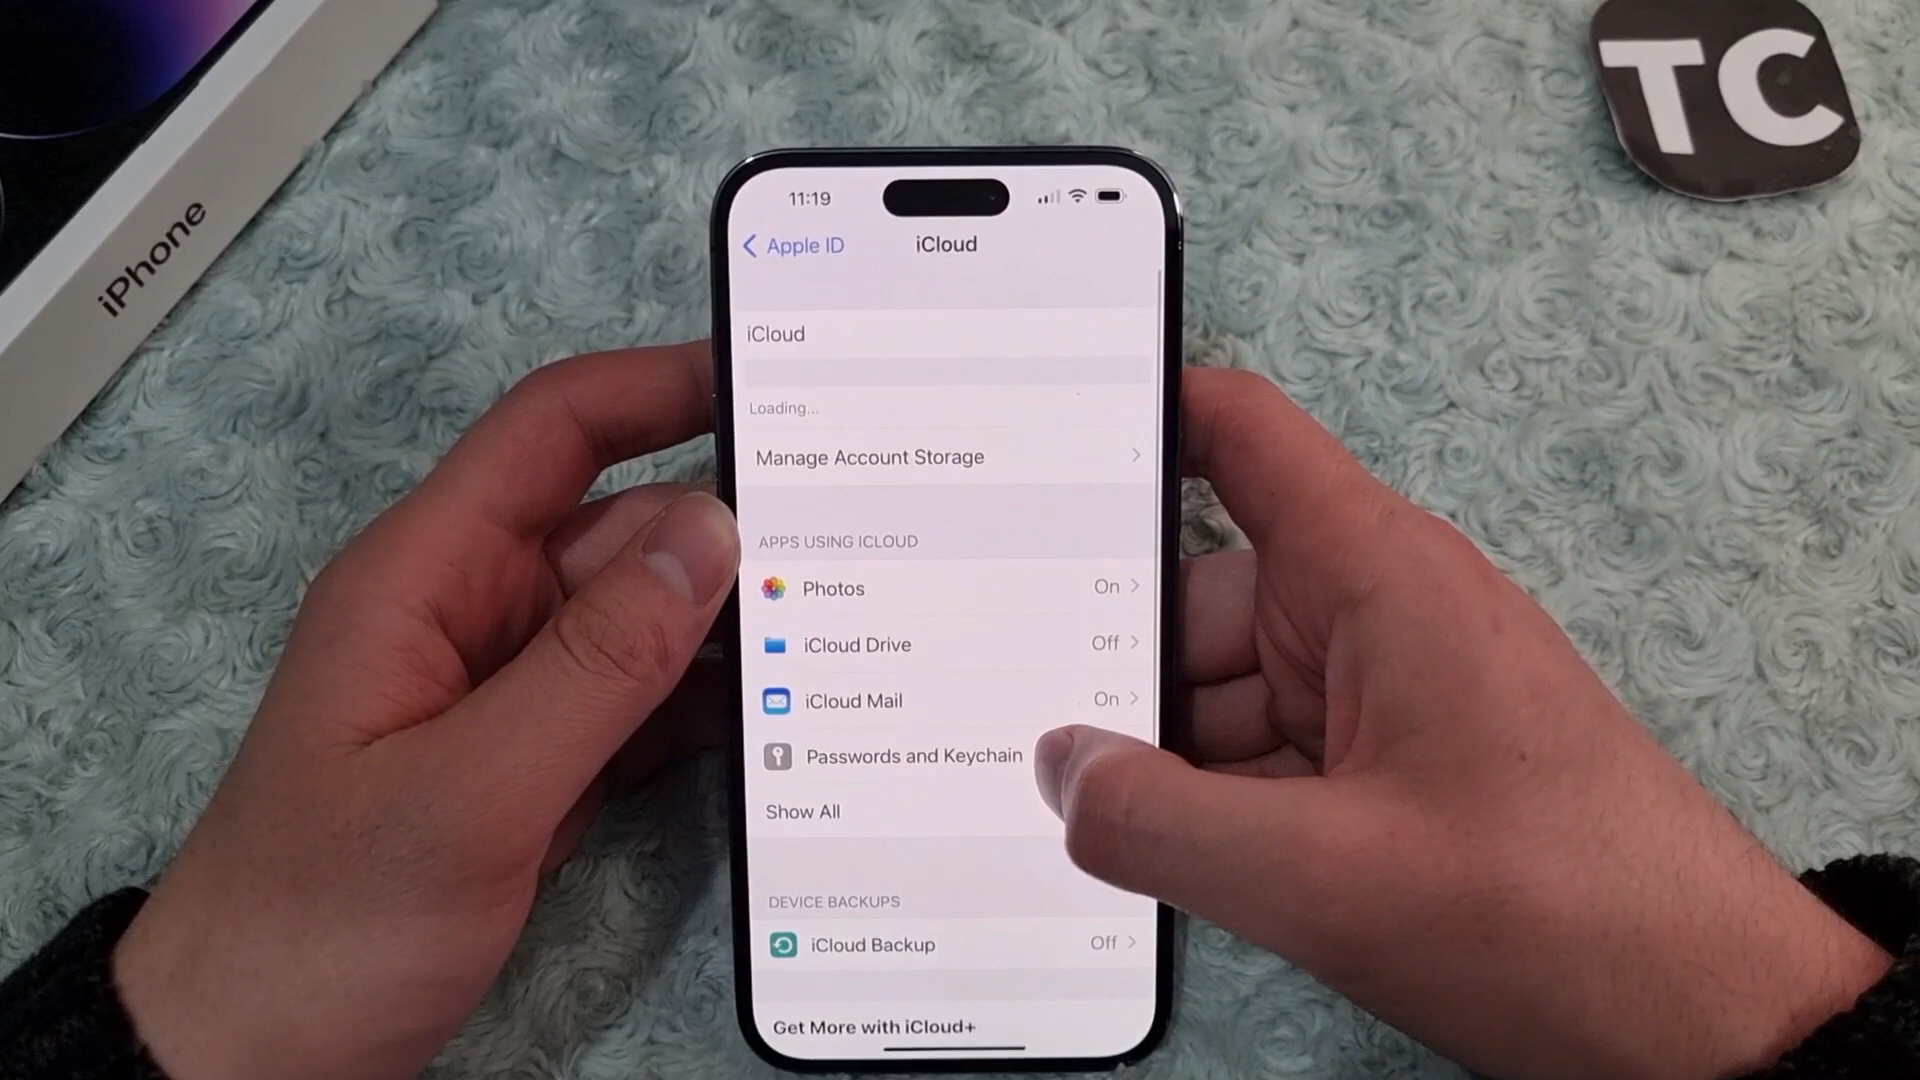 TC
iPhone
11:19
Apple ID
iCloud
iCloud
Loading...
Manage Account Storage
APPS USING ICLOUD
Photos
On
iCloud Drive
Off
iCloud Mail
On
Passwords and Keychain
Show All
DEVICE BACKUPS
iCloud Backup
Off
Get More with iCloud+